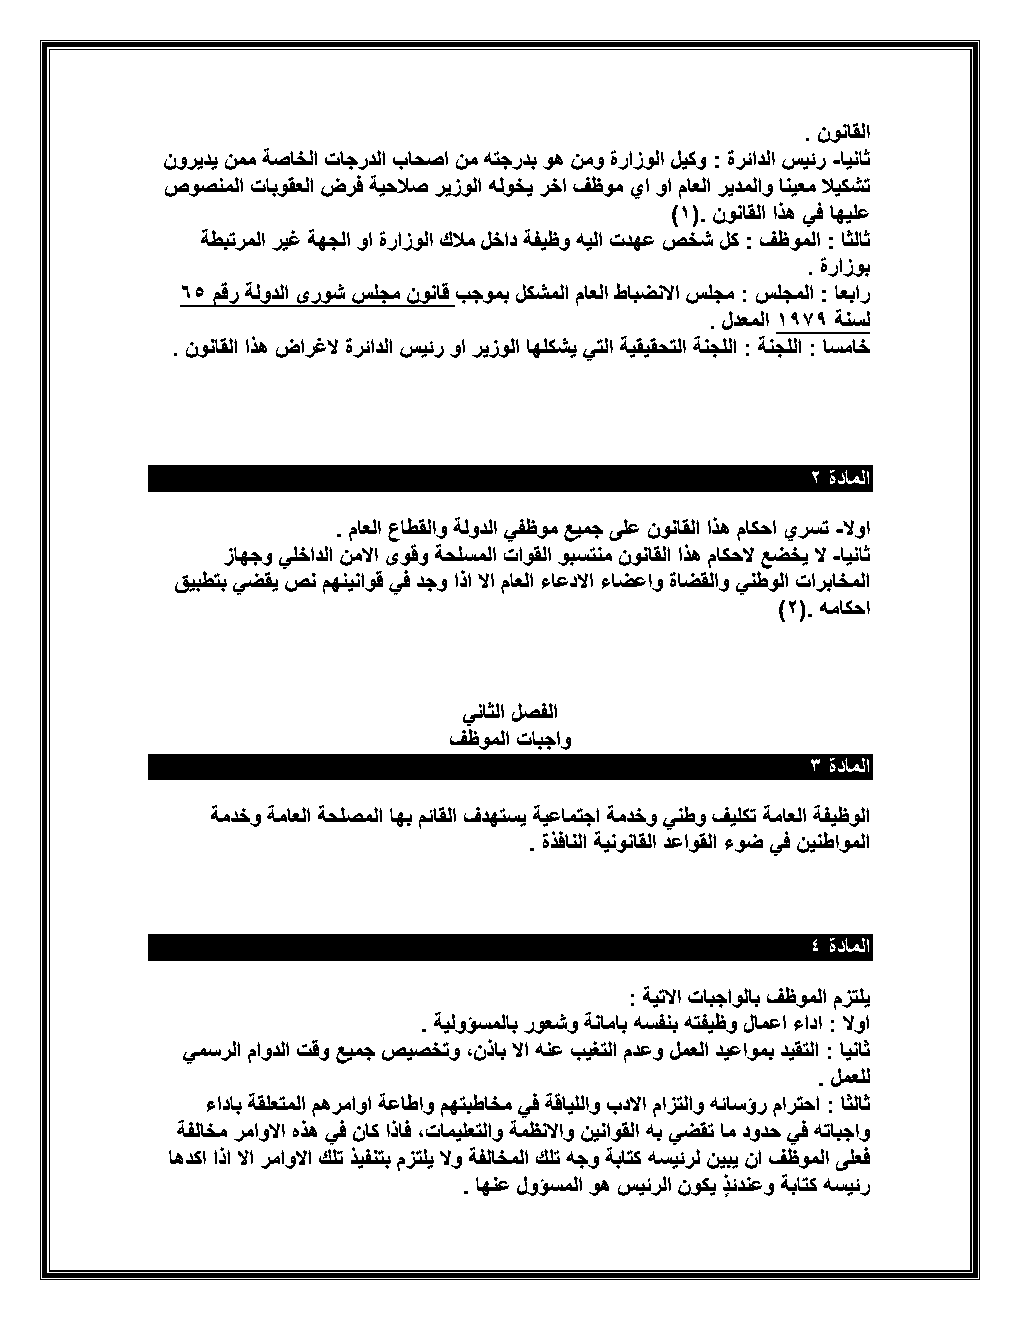 القانون .
ثانيا- رئيس الدائرة : وكيل الوزارة ومن هو بدرجته من اصحاب الدرجات الخاصة ممن يديرون
تشكيلا معينا والمدير العام او اي موظف اخر يخوله الوزير صلاحية فرض العقوبات المنصوص
عليها في هذا القانون .(١)
ثالثا : الموظف : كل شخص عهدت اليه وظيفة داخل ملاك الوزارة او الجهة غير المرتبطة
بوزارة .
رابعا : المجلس : مجلس الانضباط العام المشكل بموجب قانون مجلس شورى الدولة رقم ٦٥
لسنة ١٩٧٩ المعدل .
خامسا : اللجنة : اللجنة التحقيقية التي يشكلها الوزير او رئيس الدائرة لاغراض هذا القانون .
المادة ٢
اولا- تسري احكام هذا القانون على جميع موظفي الدولة والقطاع العام .
ثانيا- لا يخضع لاحكام هذا القانون منتسبو القوات المسلحة وقوى الامن الداخلي وجهاز
المخابرات الوطني والقضاة واعضاء الادعاء العام الا اذا وجد في قوانينهم نص يقضي بتطبيق
احكامه .(٢)
الفصل الثاني
واجبات الموظف
المادة ٣
الوظيفة العامة تكليف وطني وخدمة اجتماعية يستهدف القائم بها المصلحة العامة وخدمة
المواطنين في ضوء القواعد القانونية النافذة .
المادة ٤
يلتزم الموظف بالواجبات الاتية :
اولا : اداء اعمال وظيفته بنفسه بامانة وشعور بالمسؤولية .
ثانيا : التقيد بمواعيد العمل وعدم التغيب عنه الا باذن، وتخصيص جميع وقت الدوام الرسمي
للعمل .
ثالثا : احترام رؤسائه والتزام الادب واللياقة في مخاطبتهم واطاعة اوامرهم المتعلقة باداء
واجباته في حدود ما تقضي به القوانين والانظمة والتعليمات، فاذا كان في هذه الاوامر مخالفة
فعلى الموظف ان يبين لرئيسه كتابة وجه تلك المخالفة ولا يلتزم بتنفيذ تلك الاوامر الا اذا اكدها
رئيسه كتابة وعندئذٍ يكون الرئيس هو المسؤول عنها .